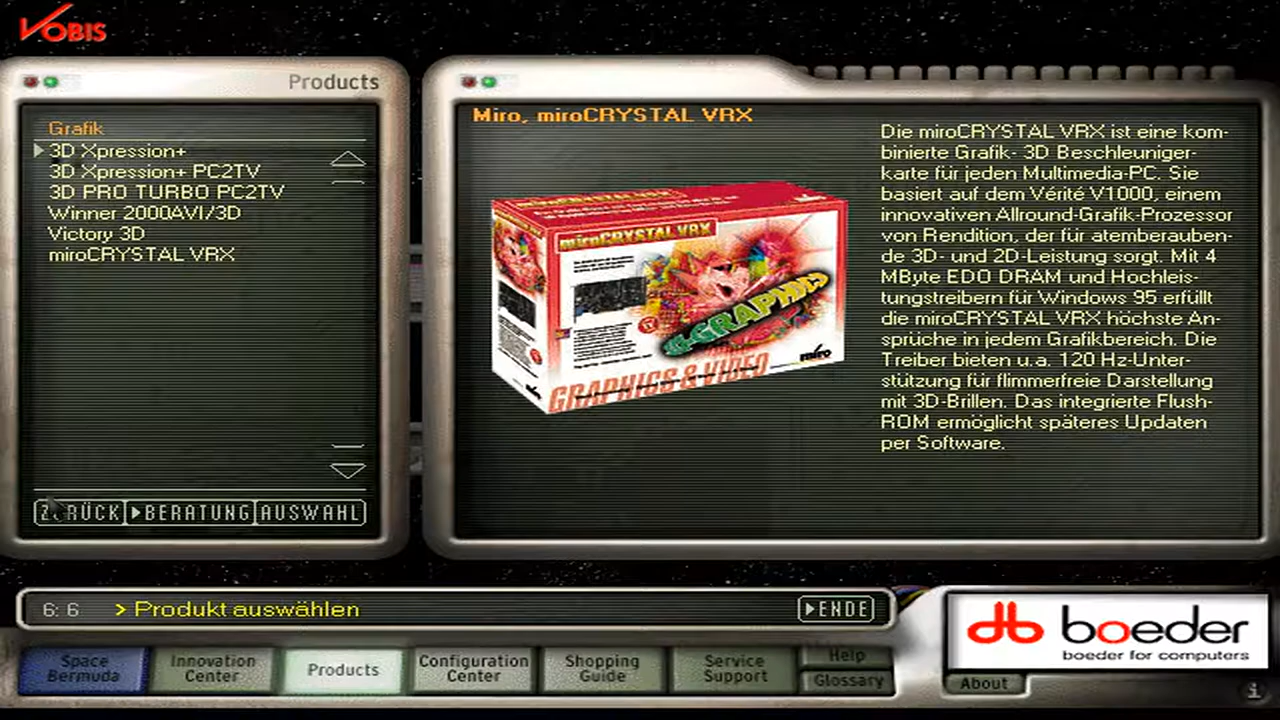 VOBIS
Products
Grafik
3D Xpression+
3D Xpression+ PC2TV
3D PRO TURBO PC2TV
Winner 2000AVI/3D
Victory 3D
miroCRYSTAL VRX
ZURÜCK
BERATUNG
AUSWAHL
Miro, miroCRYSTAL VRX
miroCRYSTAL VRX
GRAPHICS
miro
GRAPHICS & VIDEO
Die miroCRYSTAL VRX ist eine kom-
binierte Grafik- 3D Beschleuniger-
karte für jeden Multimedia-PC. Sie
basiert auf dem Vérité V1000, einem
innovativen Allround-Grafik-Prozessor
von Rendition, der für atemberauben-
de 3D- und 2D-Leistung sorgt. Mit 4
MByte EDO DRAM und Hochleis-
tungstreibern für Windows 95 erfüllt
die miroCRYSTAL VRX höchste An-
sprüche in jedem Grafikbereich. Die
Treiber bieten u.a. 120 Hz-Unter-
stützung für flimmerfreie Darstellung
mit 3D-Brillen. Das integrierte Flush-
ROM ermöglicht späteres Updaten
per Software.
6: 6 > Produkt auswählen
ENDE
boeder
boeder for computers
Space
Bermuda
Innovation
Center
Products
Configuration
Center
Shopping
Guide
Service
Support
Help
Glossary
About
i